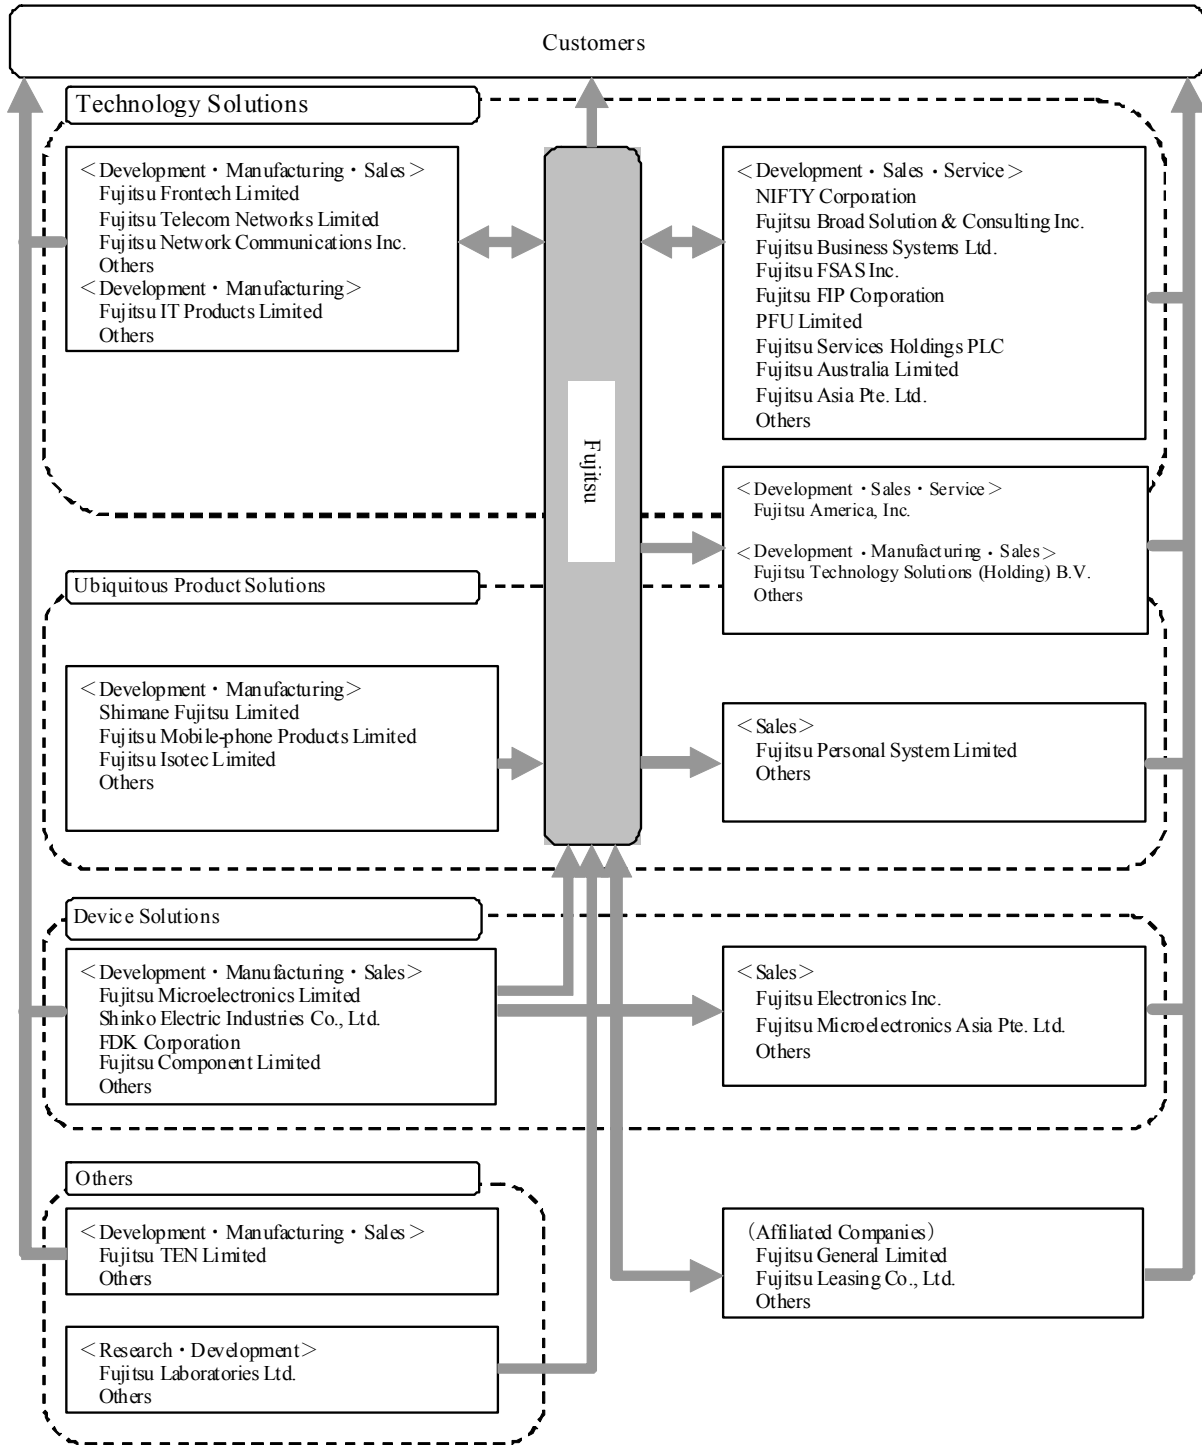 Customers
Technology Solutions
＜Development・Manufacturing・Sales＞
Fujitsu Frontech Limited
Fujitsu Telecom Networks Limited
Fujitsu Network Communications Inc.
Others
＜Development・Manufacturing＞
Fujitsu IT Products Limited
Others
Fujitsu
＜Development・Sales・Service＞
NIFTY Corporation
Fujitsu Broad Solution & Consulting Inc.
Fujitsu Business Systems Ltd.
Fujitsu FSAS Inc.
Fujitsu FIP Corporation
PFU Limited
Fujitsu Services Holdings PLC
Fujitsu Australia Limited
Fujitsu Asia Pte. Ltd.
Others
＜Development・Sales・Service＞
Fujitsu America, Inc.
＜Development・Manufacturing・Sales＞
Fujitsu Technology Solutions (Holding) B.V.
Others
Ubiquitous Product Solutions
＜Development・Manufacturing＞
Shimane Fujitsu Limited
Fujitsu Mobile-phone Products Limited
Fujitsu Isotec Limited
Others
＜Sales＞
Fujitsu Personal System Limited
Others
Device Solutions
＜Development・Manufacturing・Sales＞
Fujitsu Microelectronics Limited
Shinko Electric Industries Co., Ltd.
FDK Corporation
Fujitsu Component Limited
Others
＜Sales＞
Fujitsu Electronics Inc.
Fujitsu Microelectronics Asia Pte. Ltd.
Others
Others
＜Development・Manufacturing・Sales＞
Fujitsu TEN Limited
Others
＜Research・Development＞
Fujitsu Laboratories Ltd.
Others
（Affiliated Companies）
Fujitsu General Limited
Fujitsu Leasing Co., Ltd.
Others